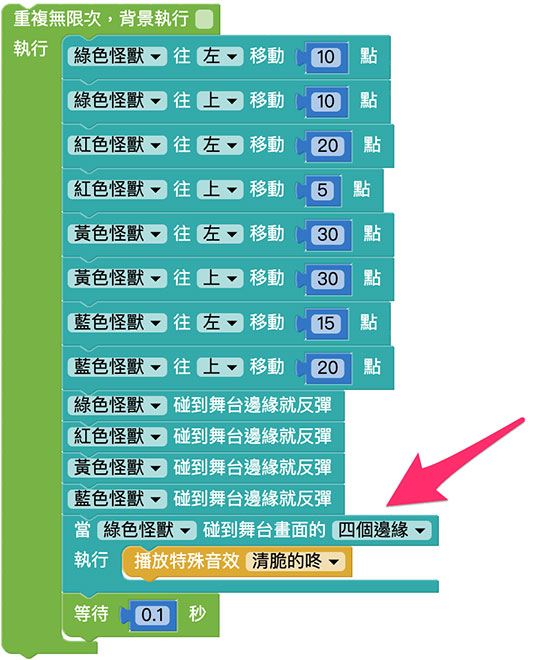 重複無限次，背景執行
執行
綠色怪獸 往 左 移動 10 點
綠色怪獸 往 上 移動 10 點
紅色怪獸 往 左 移動 20 點
紅色怪獸 往 上 移動 5 點
黃色怪獸 往 左 移動 30 點
黃色怪獸 往 上 移動 30 點
藍色怪獸 往 左 移動 15 點
藍色怪獸 往 上 移動 20 點
綠色怪獸 碰到舞台邊緣就反彈
紅色怪獸 碰到舞台邊緣就反彈
黃色怪獸 碰到舞台邊緣就反彈
藍色怪獸 碰到舞台邊緣就反彈
當 綠色怪獸 碰到舞台畫面的 四個邊緣
執行 播放特殊音效 清脆的咚
等待 0.1 秒